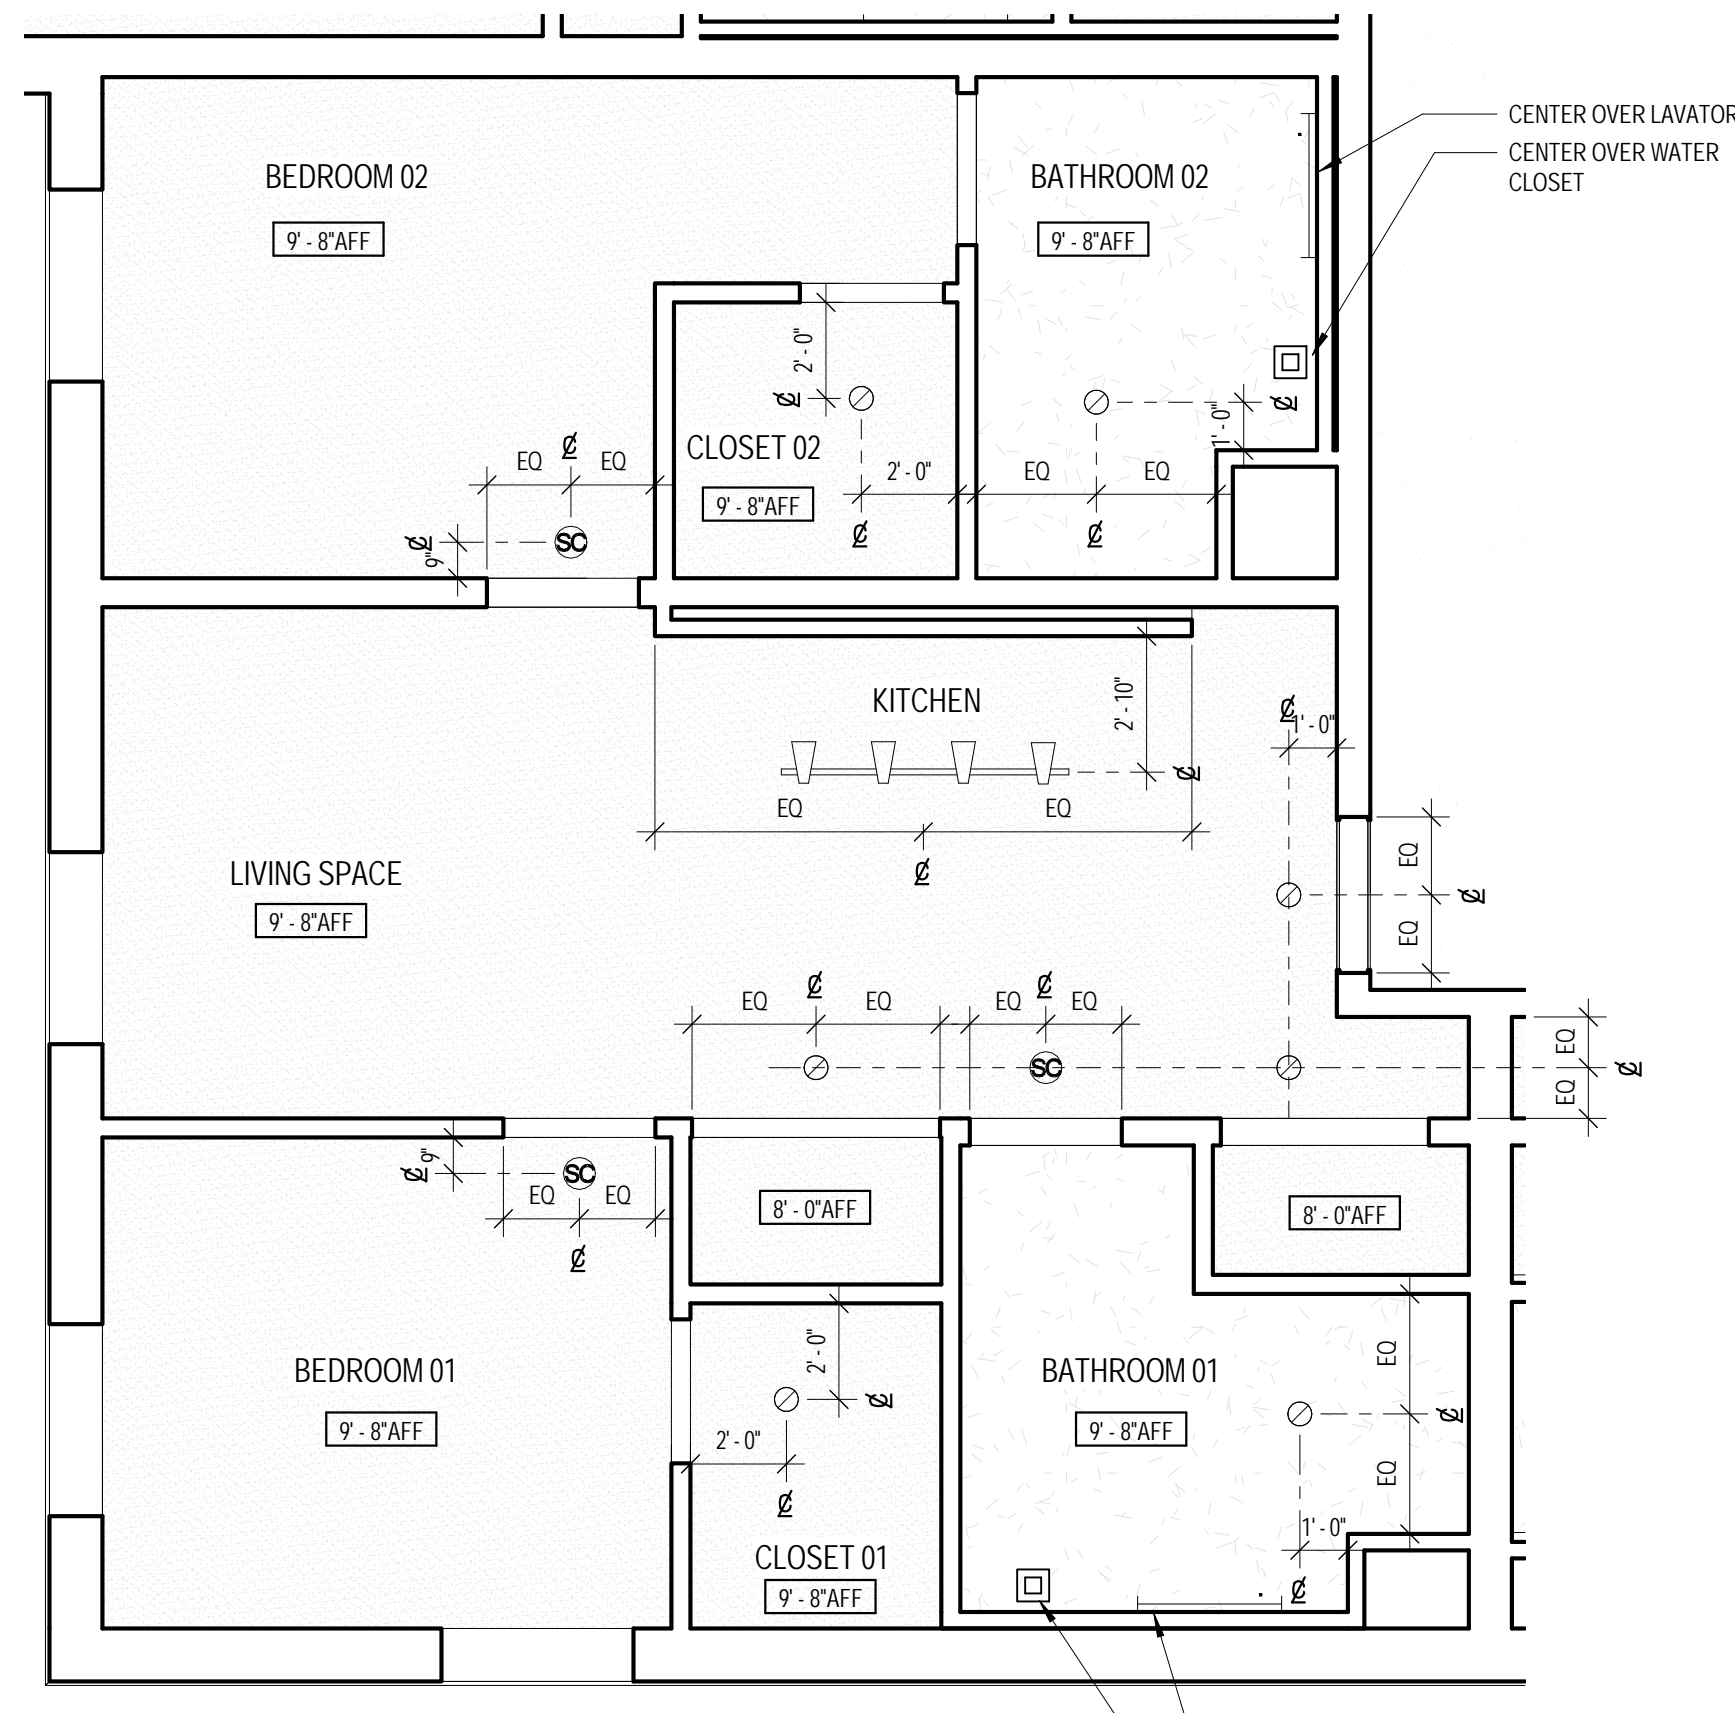 CENTER OVER LAVATOR
CENTER OVER WATER
CLOSET
BEDROOM 02
9' - 8"AFF
BATHROOM 02
9' - 8"AFF
2' - 0"
℄
℄
1' - 0"
CLOSET 02
9' - 8"AFF
EQ
℄
EQ
2' - 0"
EQ
EQ
℄
℄
℄
9"
SC
KITCHEN
2' - 10"
℄
1' - 0"
℄
EQ
EQ
℄
EQ
℄
EQ
LIVING SPACE
9' - 8"AFF
EQ
℄
EQ
EQ
℄
EQ
SC
EQ
℄
EQ
℄
9"
SC
EQ
EQ
℄
8' - 0"AFF
8' - 0"AFF
BEDROOM 01
9' - 8"AFF
2' - 0"
℄
2' - 0"
℄
CLOSET 01
9' - 8"AFF
BATHROOM 01
9' - 8"AFF
EQ
℄
EQ
1' - 0"
℄